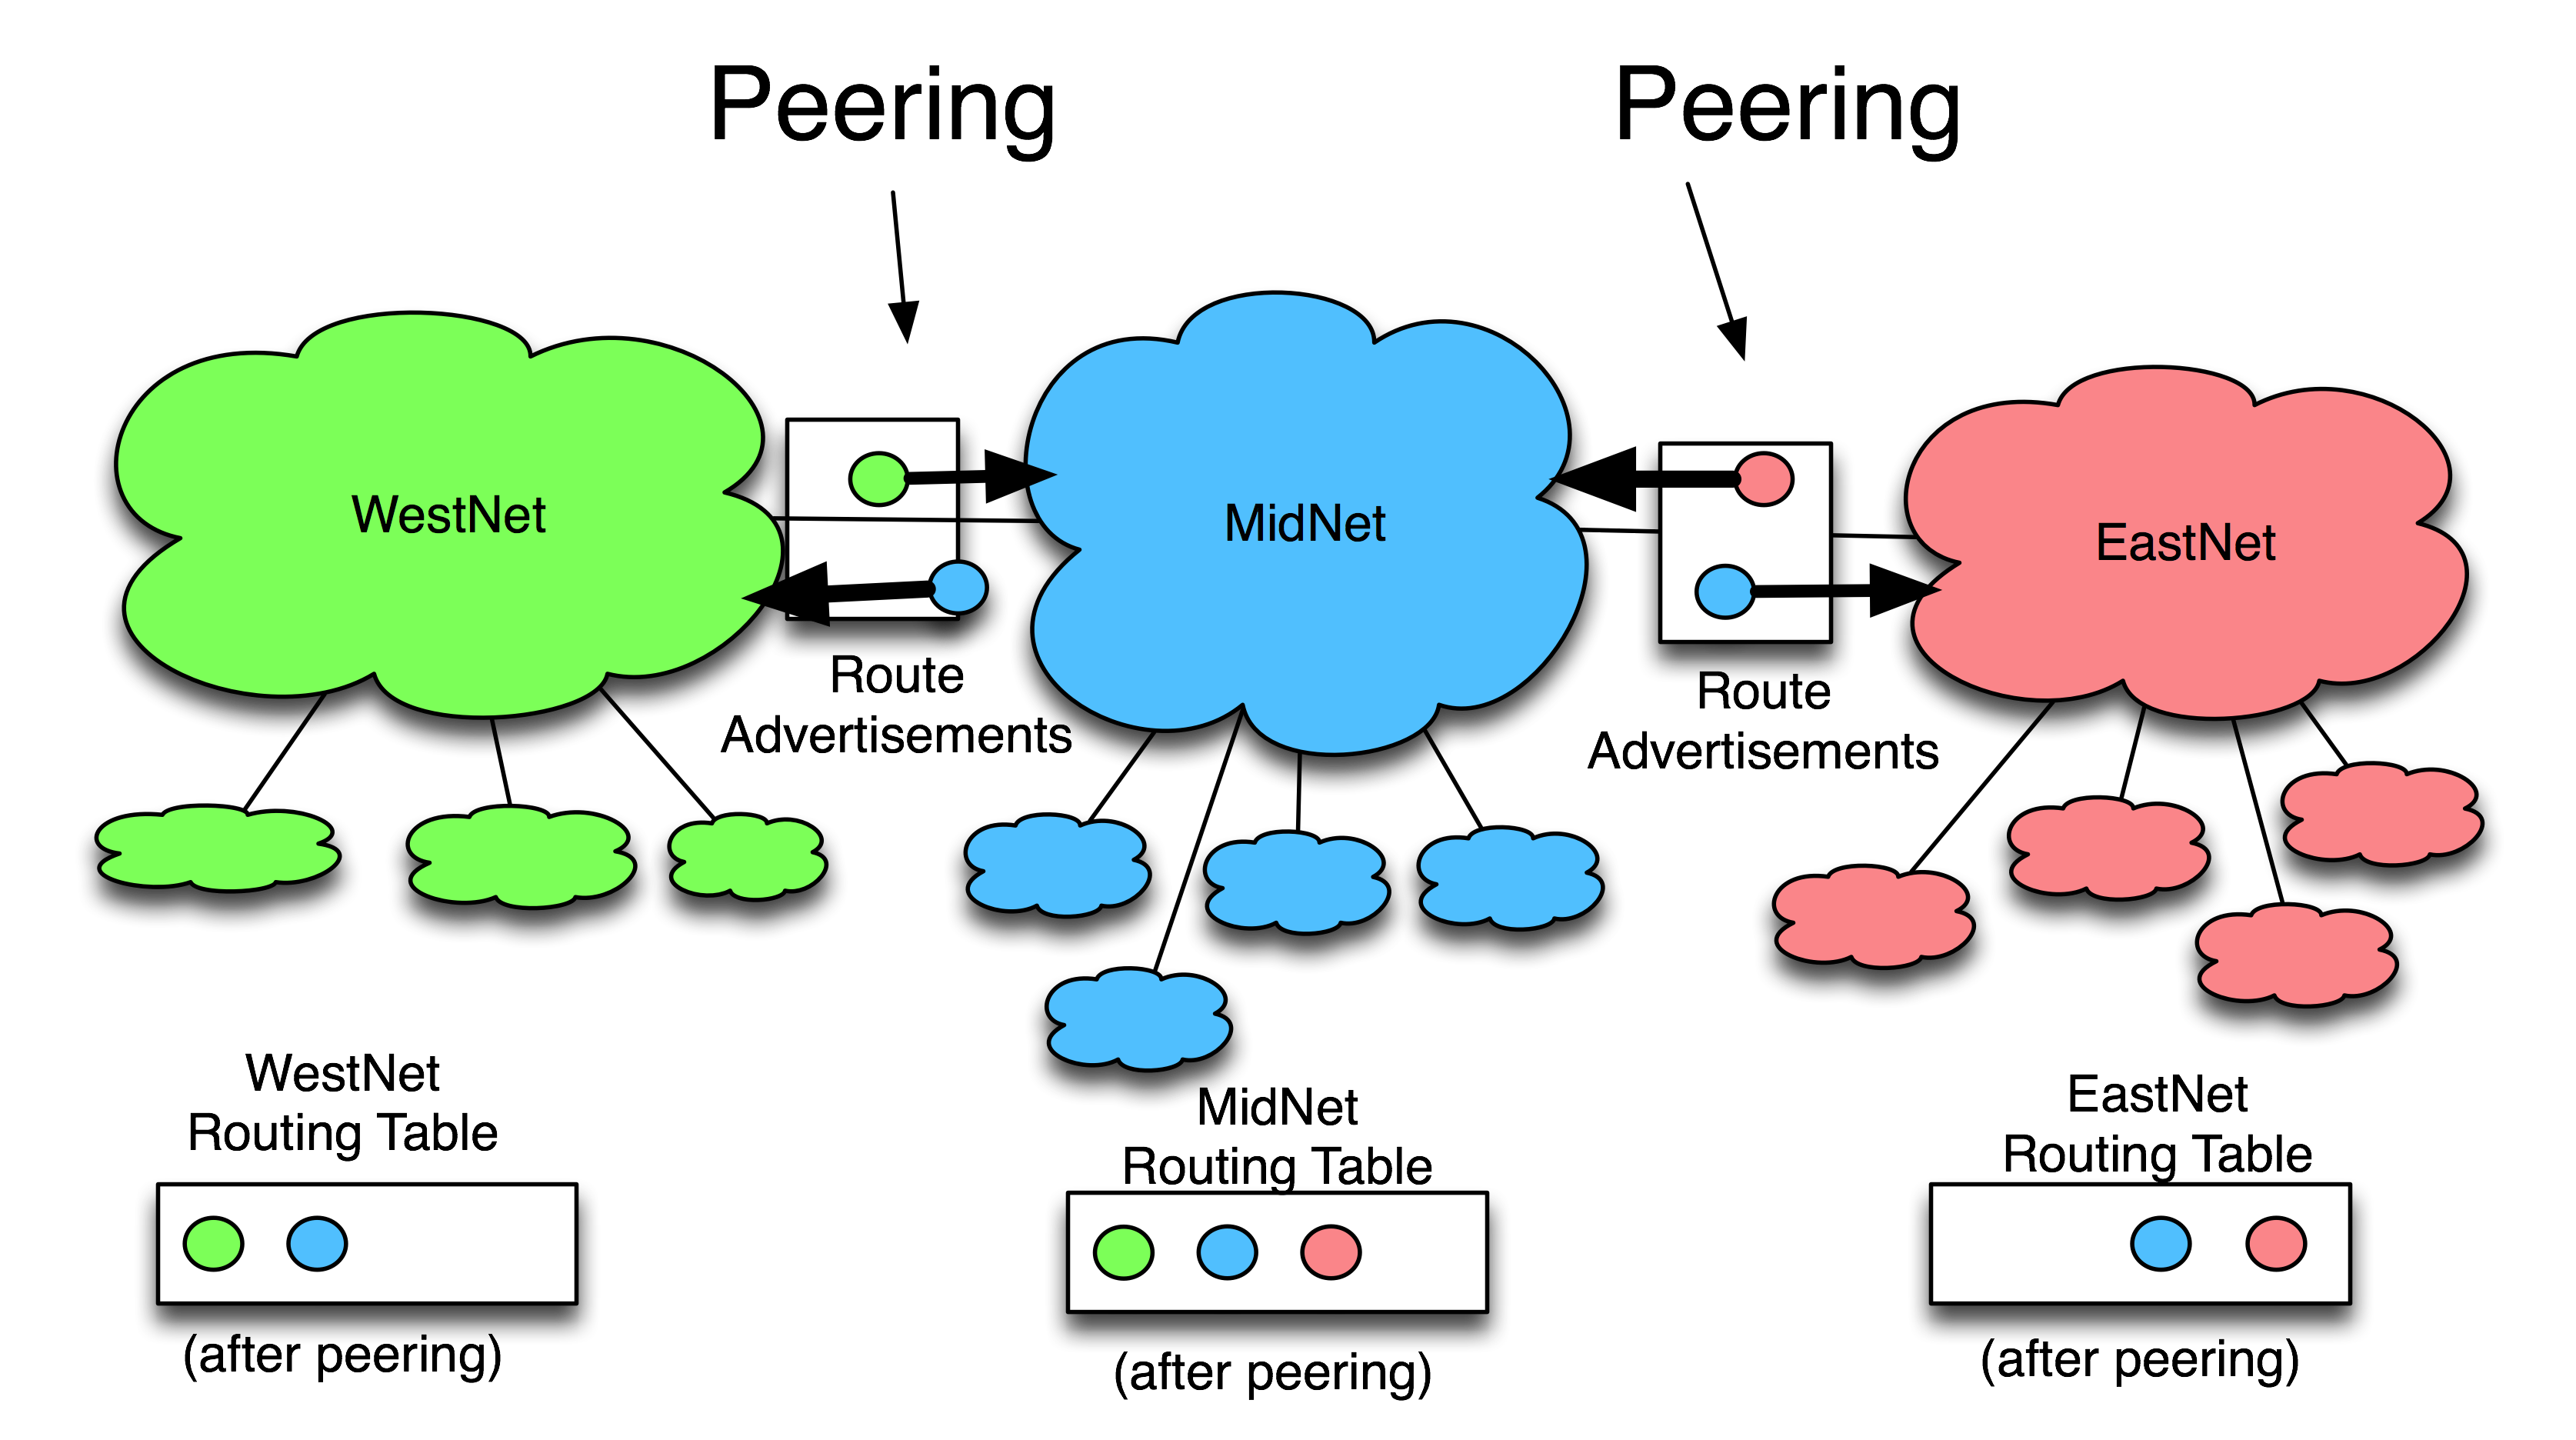 Peering
Peering
WestNet
MidNet
EastNet
Route
Advertisements
Route
Advertisements
WestNet
Routing Table
(after peering)
MidNet
Routing Table
(after peering)
EastNet
Routing Table
(after peering)